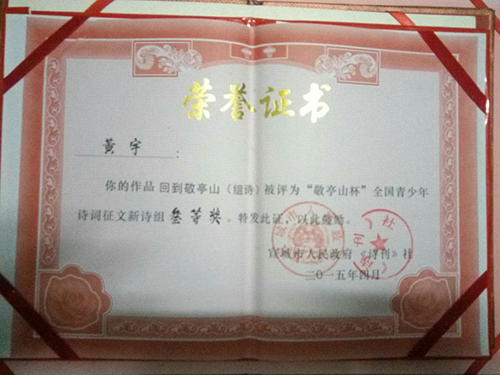 荣誉证书
黄宇：
你的作品 回到敬亭山（组诗）被评为“敬亭山杯”全国青少年
诗词征文新诗组 叁等奖 。特发此证，以此鼓励。
宣城市人民政府《诗刊》社
二〇一五年四月